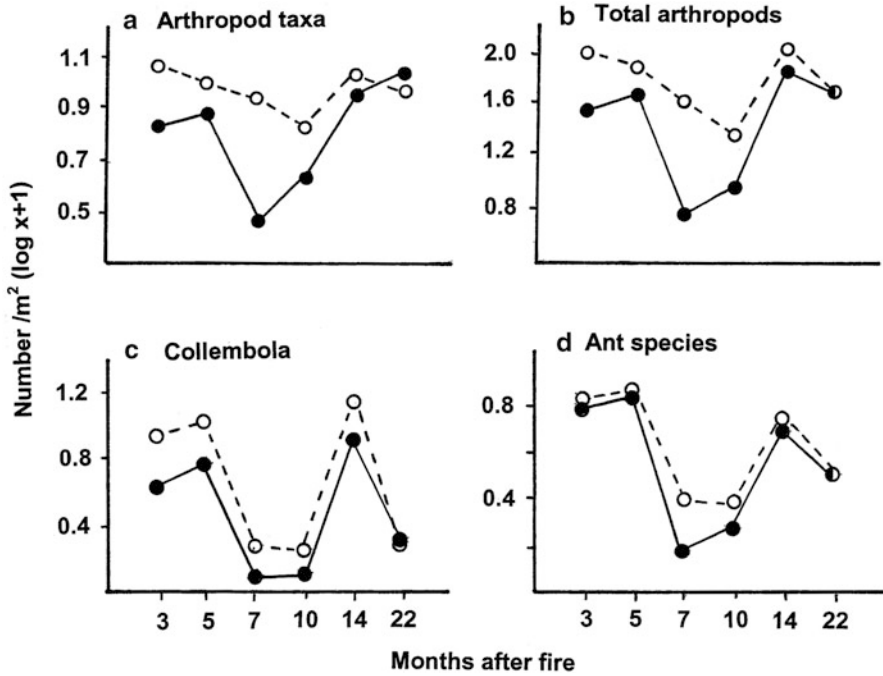 a Arthropod taxa
1.1
0.9
0.7
0.5
b Total arthropods
2.0
1.6
1.2
0.8
Number /m² (log x+1)
c Collembola
1.2
0.8
0.4
3 5 7 10 14 22
d Ant species
0.8
0.4
3 5 7 10 14 22
Months after fire